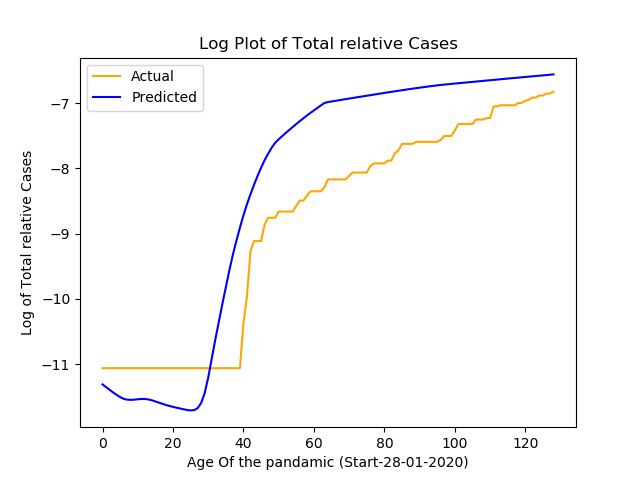 Log Plot of Total relative Cases
Actual
Predicted
Log of Total relative Cases
−7
−8
−9
−10
−11
0 20 40 60 80 100 120
Age Of the pandamic (Start-28-01-2020)